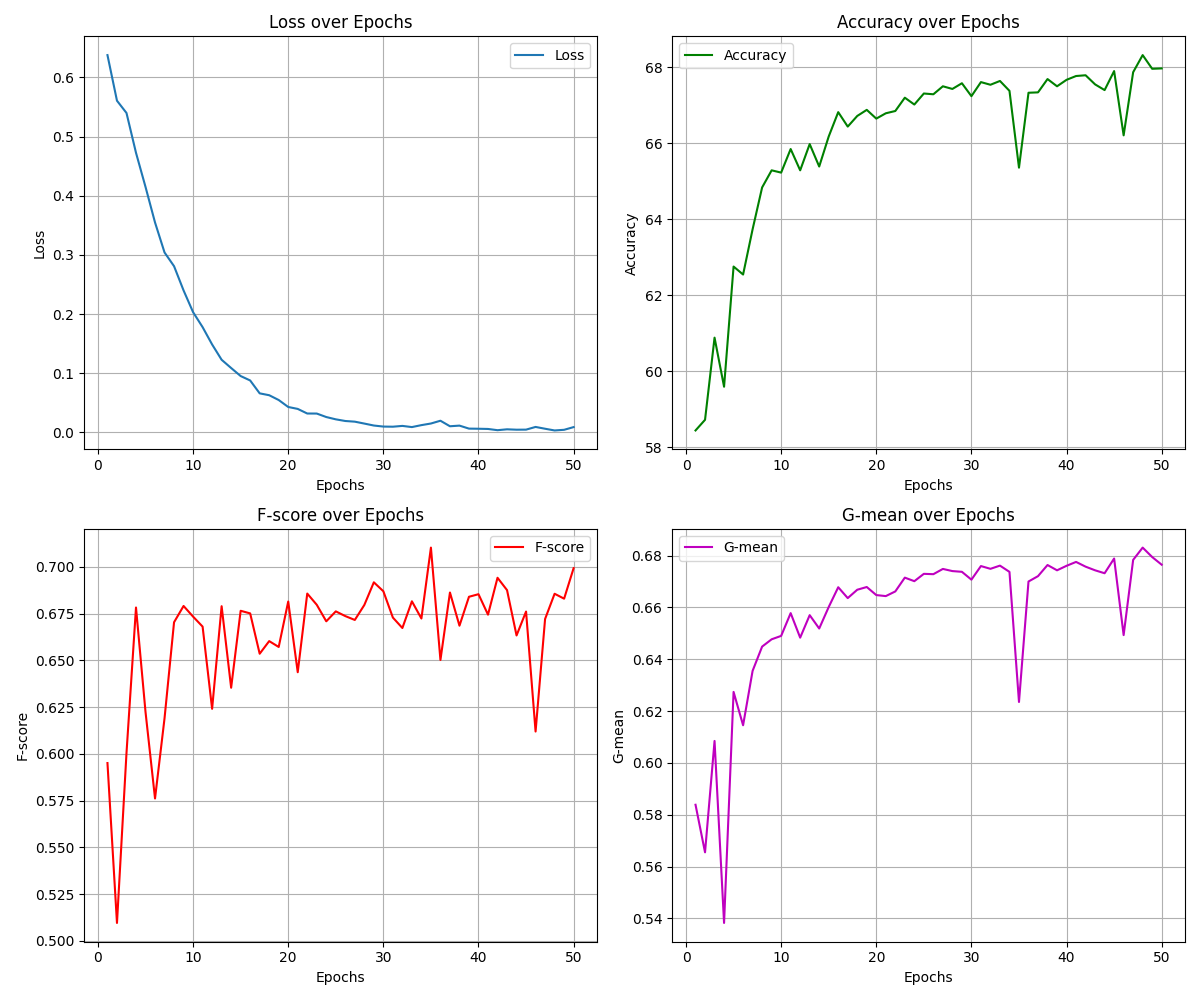 Loss over Epochs
Loss
0.6
0.5
0.4
0.3
0.2
0.1
0.0
Loss
0 10 20 30 40 50
Epochs
Accuracy over Epochs
Accuracy
68
66
64
62
60
58
Accuracy
0 10 20 30 40 50
Epochs
F-score over Epochs
F-score
0.700
0.675
0.650
0.625
0.600
0.575
0.550
0.525
0.500
F-score
0 10 20 30 40 50
Epochs
G-mean over Epochs
G-mean
0.68
0.66
0.64
0.62
0.60
0.58
0.56
0.54
G-mean
0 10 20 30 40 50
Epochs